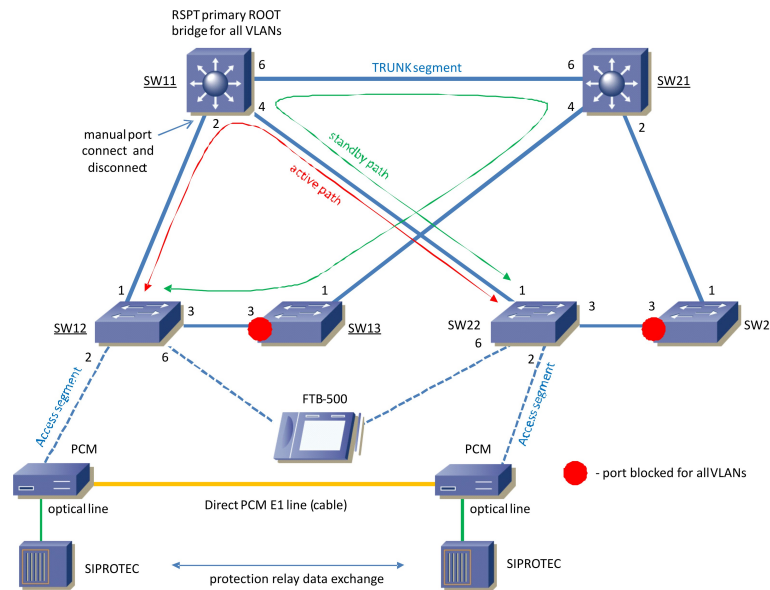 RSPT primary ROOT
bridge for all VLANs
SW11
6
TRUNK segment
6
SW21
4
4
2
2
manual port
connect and
disconnect
standby path
active path
1
1
1
1
SW12
3
3
SW13
SW22
3
3
SW2
2
6
6
2
Access segment
FTB-500
Access segment
PCM
PCM
- port blocked for all VLANs
optical line
Direct PCM E1 line (cable)
optical line
SIPROTEC
SIPROTEC
protection relay data exchange